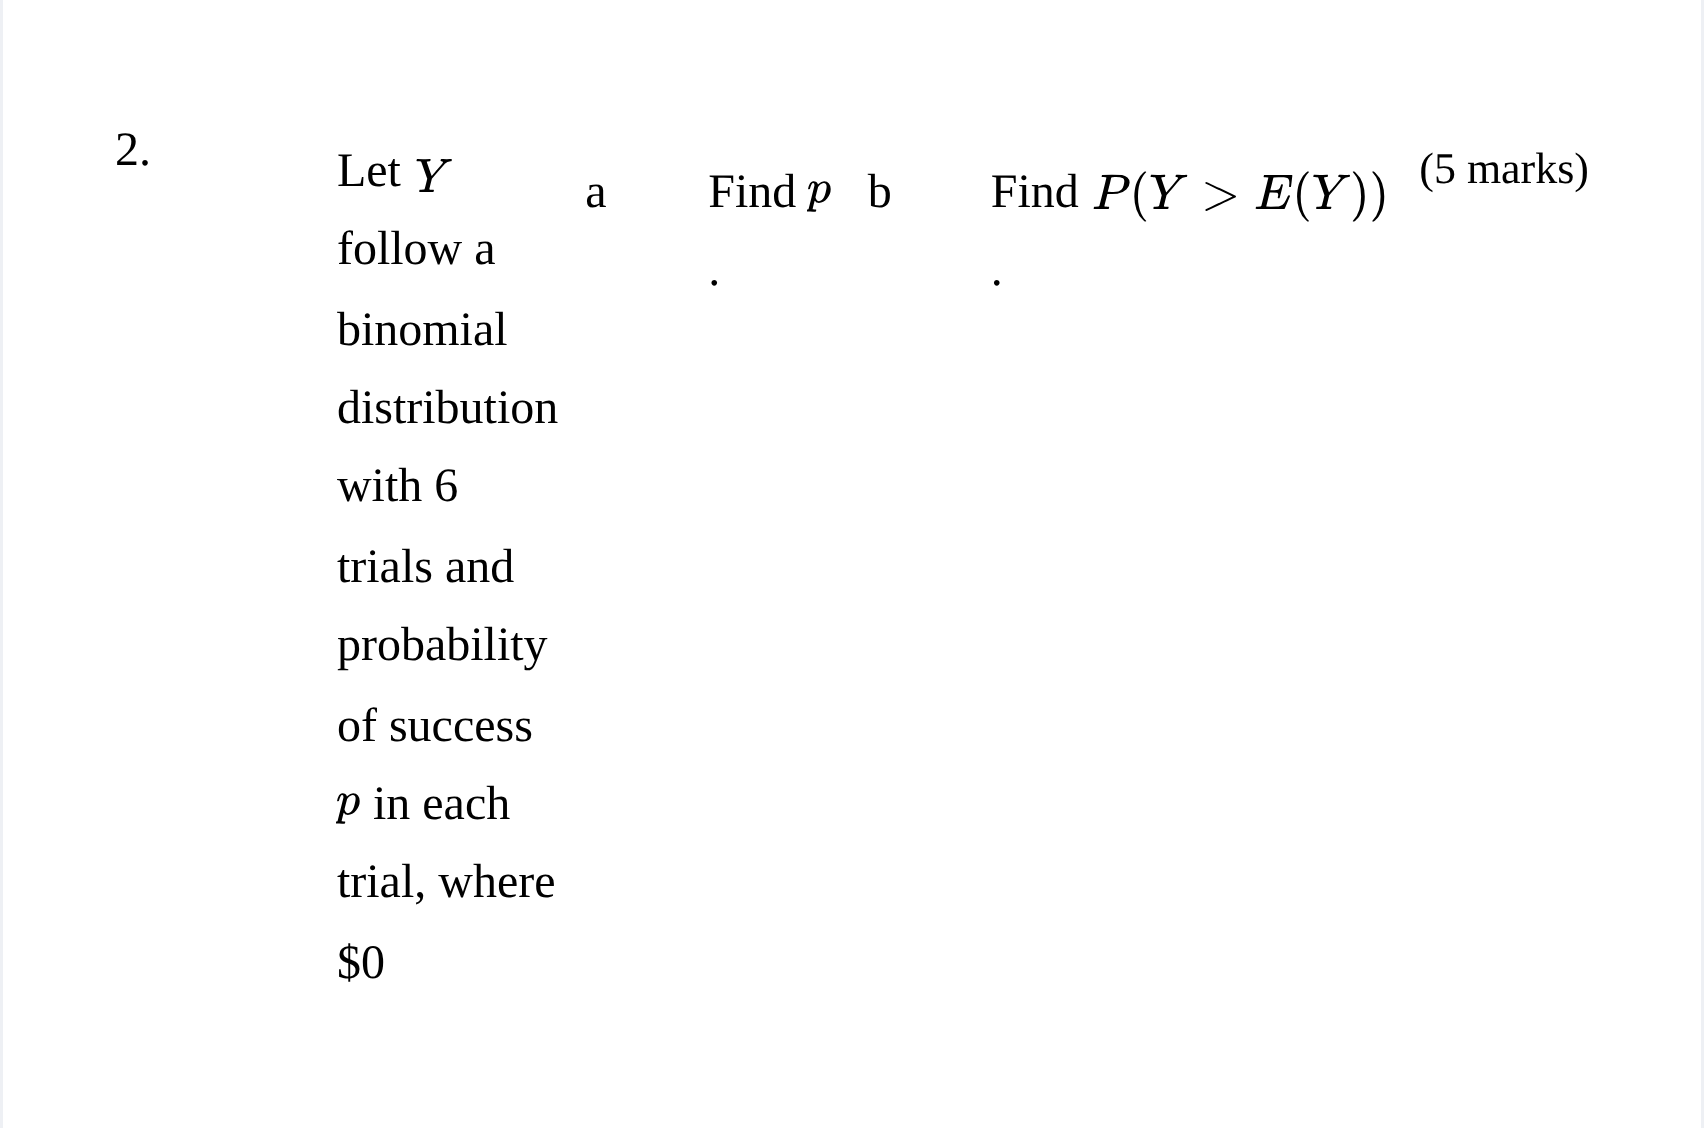 2.
Let Y
follow a
binomial
distribution
with 6
trials and
probability
of success
p in each
trial, where
$0
a
Find p
.
b
Find P(Y > E(Y))
.
(5 marks)